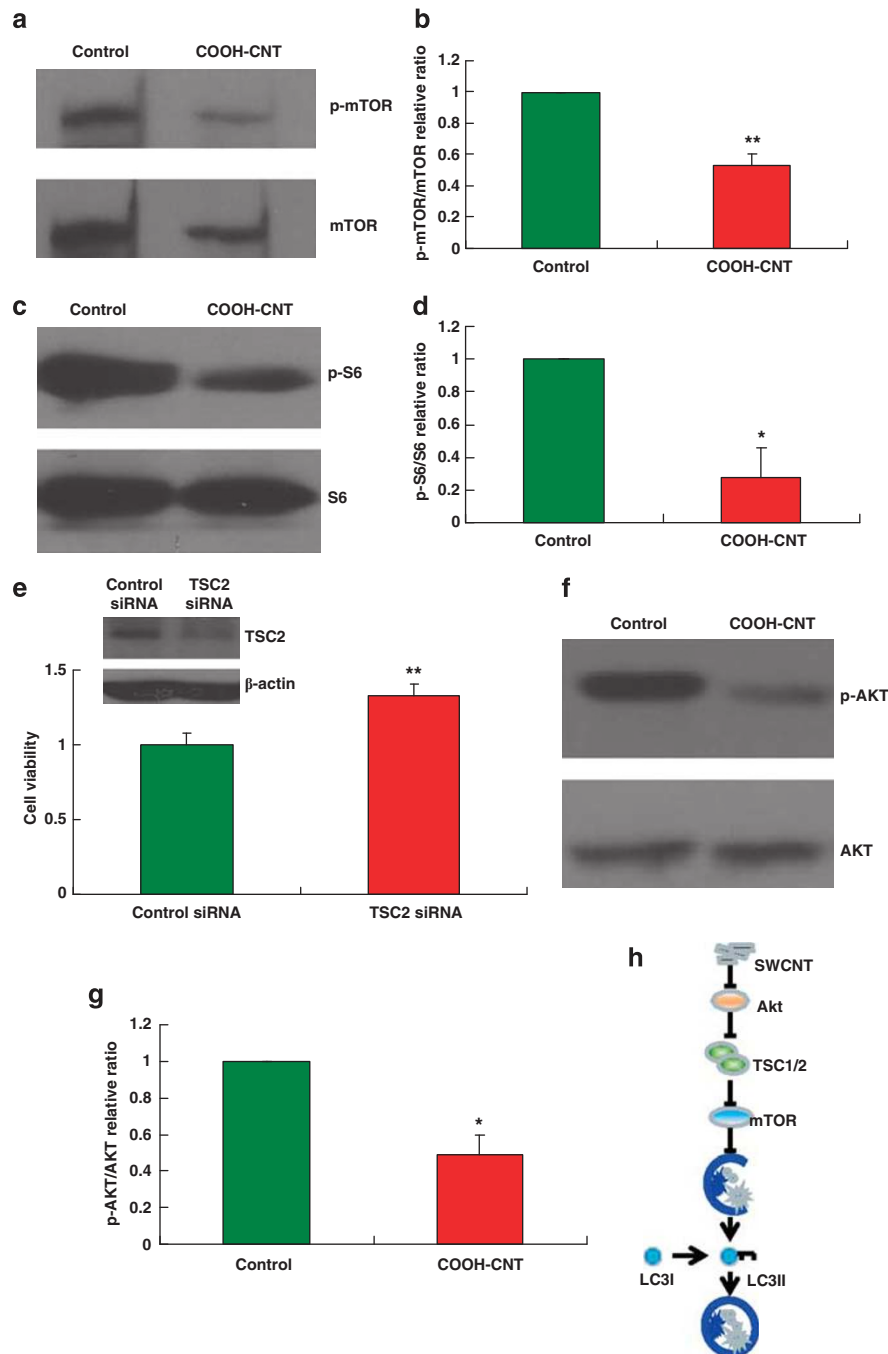 a
Control COOH-CNT
p-mTOR
mTOR
b
p-mTOR/mTOR relative ratio
1.2
1
0.8
0.6
0.4
0.2
0
**
Control COOH-CNT
c
Control COOH-CNT
p-S6
S6
d
p-S6/S6 relative ratio
1.2
1
0.8
0.6
0.4
0.2
0
*
Control COOH-CNT
e
Control siRNA
TSC2 siRNA
TSC2
β-actin
Cell viability
1.5
1
0.5
0
**
Control siRNA TSC2 siRNA
f
Control COOH-CNT
p-AKT
AKT
g
p-AKT/AKT relative ratio
1.2
1
0.8
0.6
0.4
0.2
0
*
Control COOH-CNT
h
SWCNT
Akt
TSC1/2
mTOR
LC3I LC3II